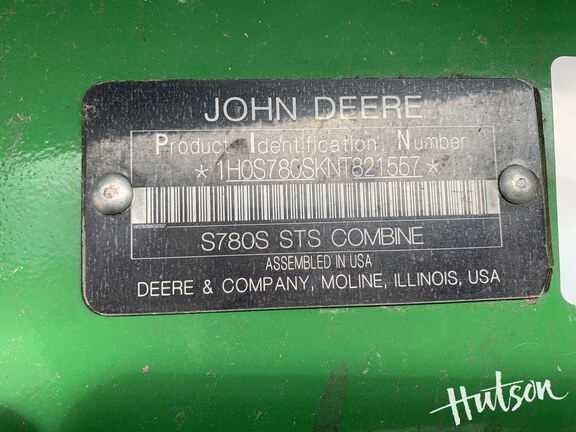 JOHN DEERE
Product Identification Number
*1H0S780SKNT821557*
S780S STS COMBINE
ASSEMBLED IN USA
DEERE & COMPANY, MOLINE, ILLINOIS, USA
Hutson